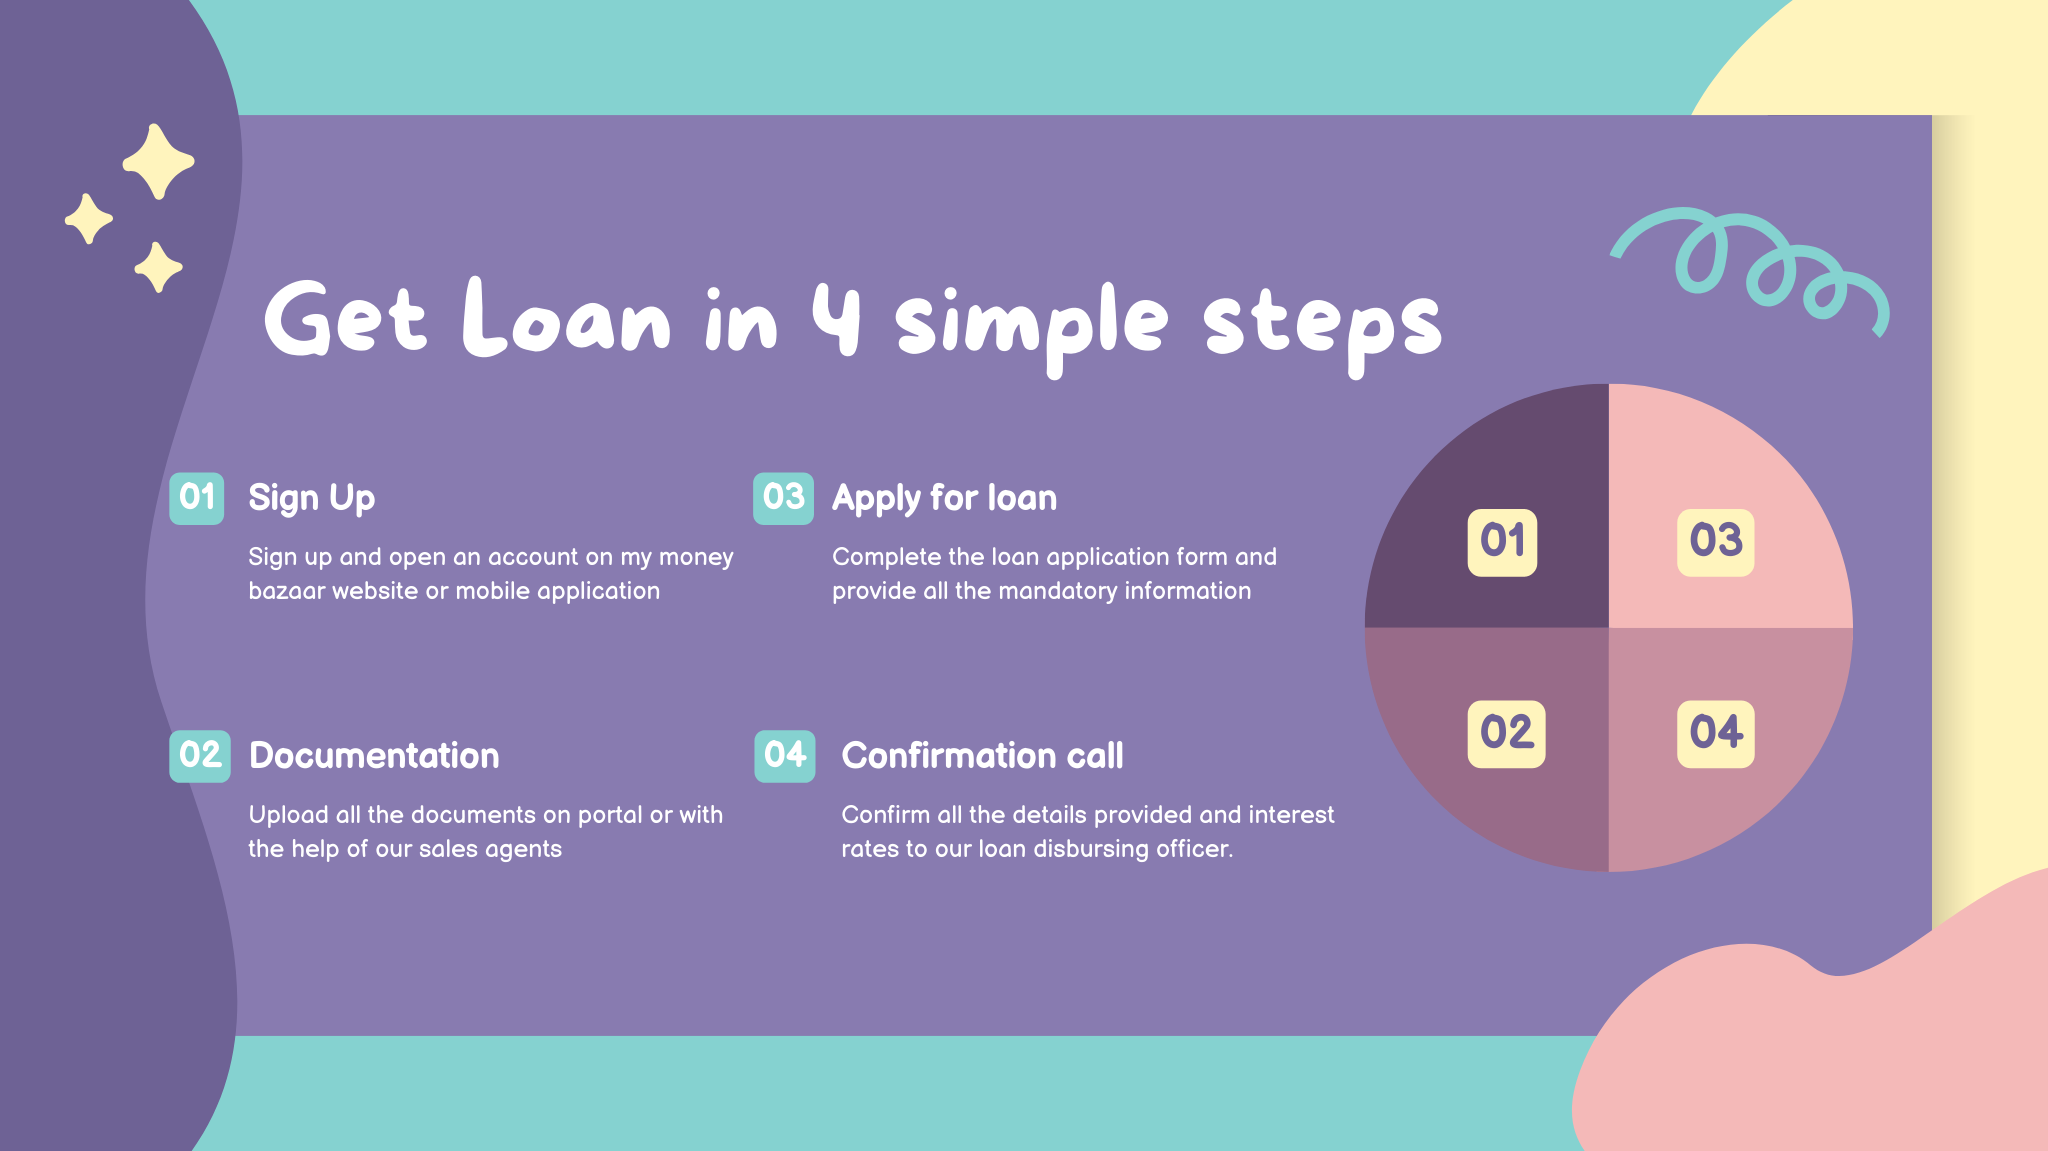 Get Loan in 4 simple steps
01 Sign Up
Sign up and open an account on my money
bazaar website or mobile application
02 Documentation
Upload all the documents on portal or with
the help of our sales agents
03 Apply for loan
Complete the loan application form and
provide all the mandatory information
04 Confirmation call
Confirm all the details provided and interest
rates to our loan disbursing officer.
01 03
02 04